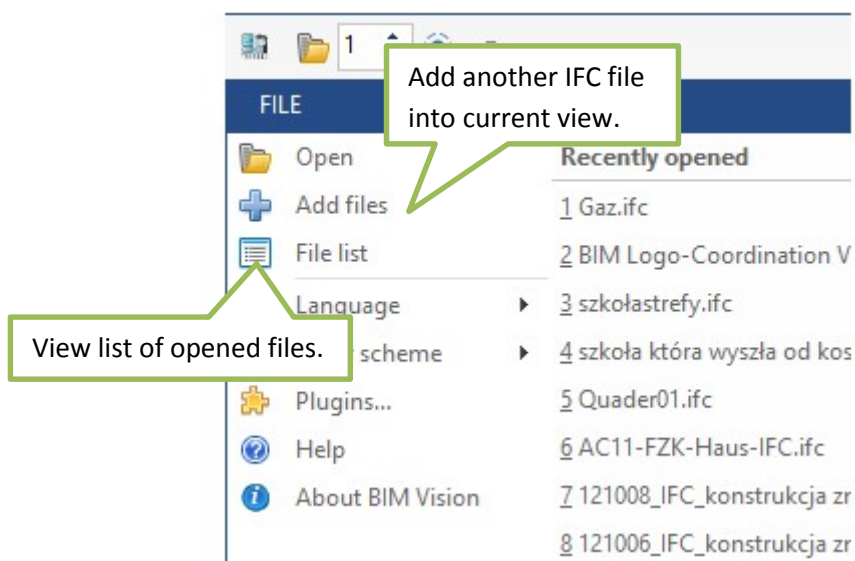 1
Add another IFC file
into current view.
FILE
Open
Recently opened
Add files
1 Gaz.ifc
File list
2 BIM Logo-Coordination V
Language
3 szkołastrefy.ifc
View list of opened files.
scheme
4 szkoła która wyszła od kos
Plugins...
5 Quader01.ifc
Help
6 AC11-FZK-Haus-IFC.ifc
About BIM Vision
7 121008_IFC_konstrukcja zr
8 121006_IFC_konstrukcja zr